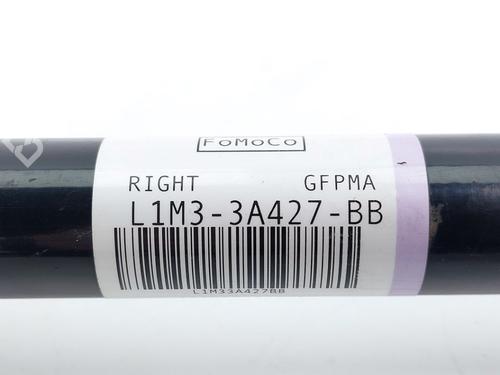 FoMoCo
RIGHT GFPMA
L1M3-3A427-BB
L1M33A427BB